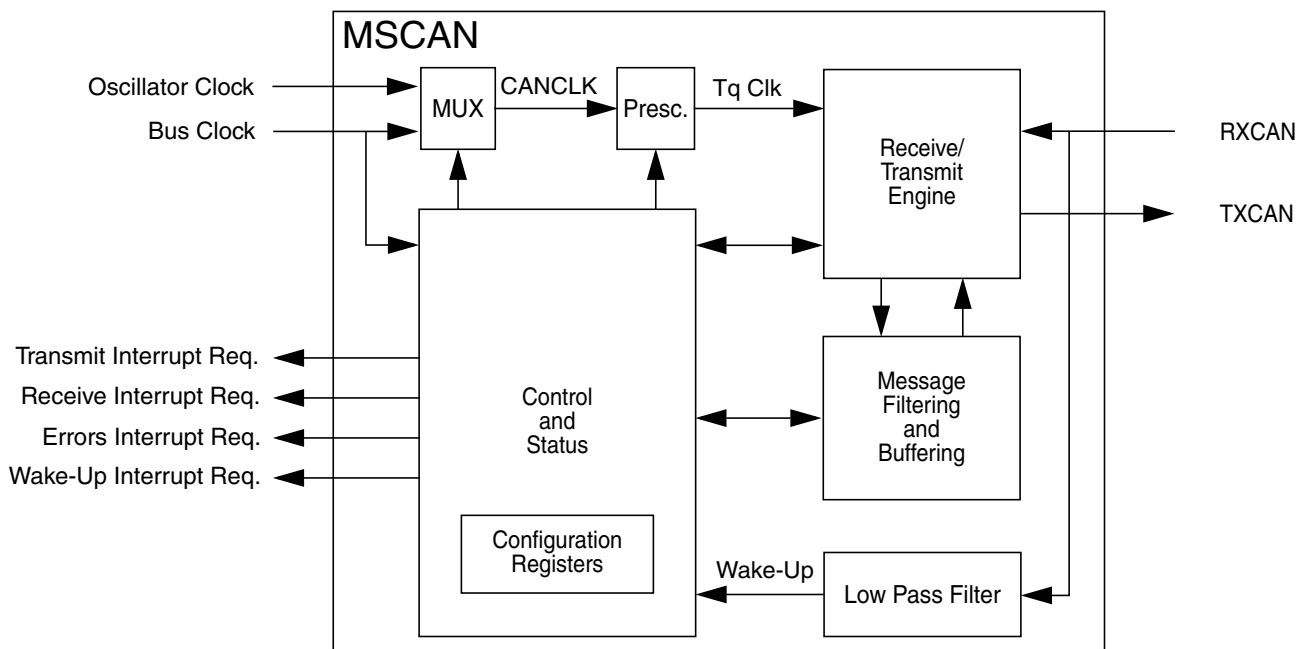 MSCAN
Oscillator Clock
Bus Clock
MUX
CANCLK
Presc.
Tq Clk
Receive/
Transmit
Engine
RXCAN
TXCAN
Transmit Interrupt Req.
Receive Interrupt Req.
Errors Interrupt Req.
Wake-Up Interrupt Req.
Control
and
Status
Message
Filtering
and
Buffering
Configuration
Registers
Wake-Up
Low Pass Filter